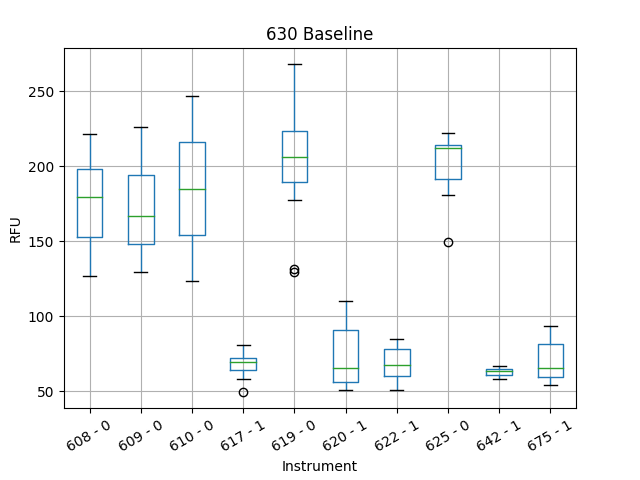 630 Baseline
250
200
150
100
50
RFU
608 - 0
609 - 0
610 - 0
617 - 1
619 - 0
620 - 1
622 - 1
625 - 0
642 - 1
675 - 1
Instrument